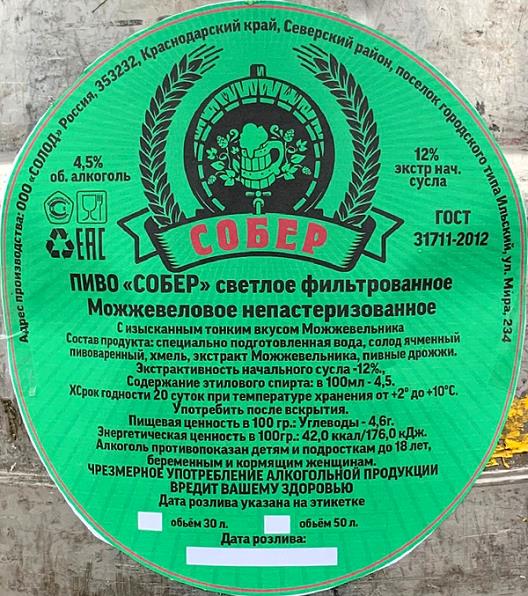 Адрес производства: ООО «СОЛОД» Россия, 353232, Краснодарский край, Северский район, поселок городского типа Ильский, ул. Мира, 234
4,5%
об. алкоголь
12%
экстр нач.
сусла
ЕАС
ГОСТ
31711-2012
СОБЕР
ПИВО «СОБЕР» светлое фильтрованное
Можжевеловое непастеризованное
С изысканным тонким вкусом Можжевельника
Состав продукта: специально подготовленная вода, солод ячменный
пивоваренный, хмель, экстракт Можжевельника, пивные дрожжи.
Экстрактивность начального сусла -12%.,
Содержание этилового спирта: в 100мл - 4,5.
ХСрок годности 20 суток при температуре хранения от +2° до +10°С.
Употребить после вскрытия.
Пищевая ценность в 100 гр.: Углеводы - 4,6г.
Энергетическая ценность в 100гр.: 42,0 ккал/176,0 кДж.
Алкоголь противопоказан детям и подросткам до 18 лет,
беременным и кормящим женщинам.
ЧРЕЗМЕРНОЕ УПОТРЕБЛЕНИЕ АЛКОГОЛЬНОЙ ПРОДУКЦИИ
ВРЕДИТ ВАШЕМУ ЗДОРОВЬЮ
Дата розлива указана на этикетке
обьём 30 л.
обьём 50 л.
Дата розлива: